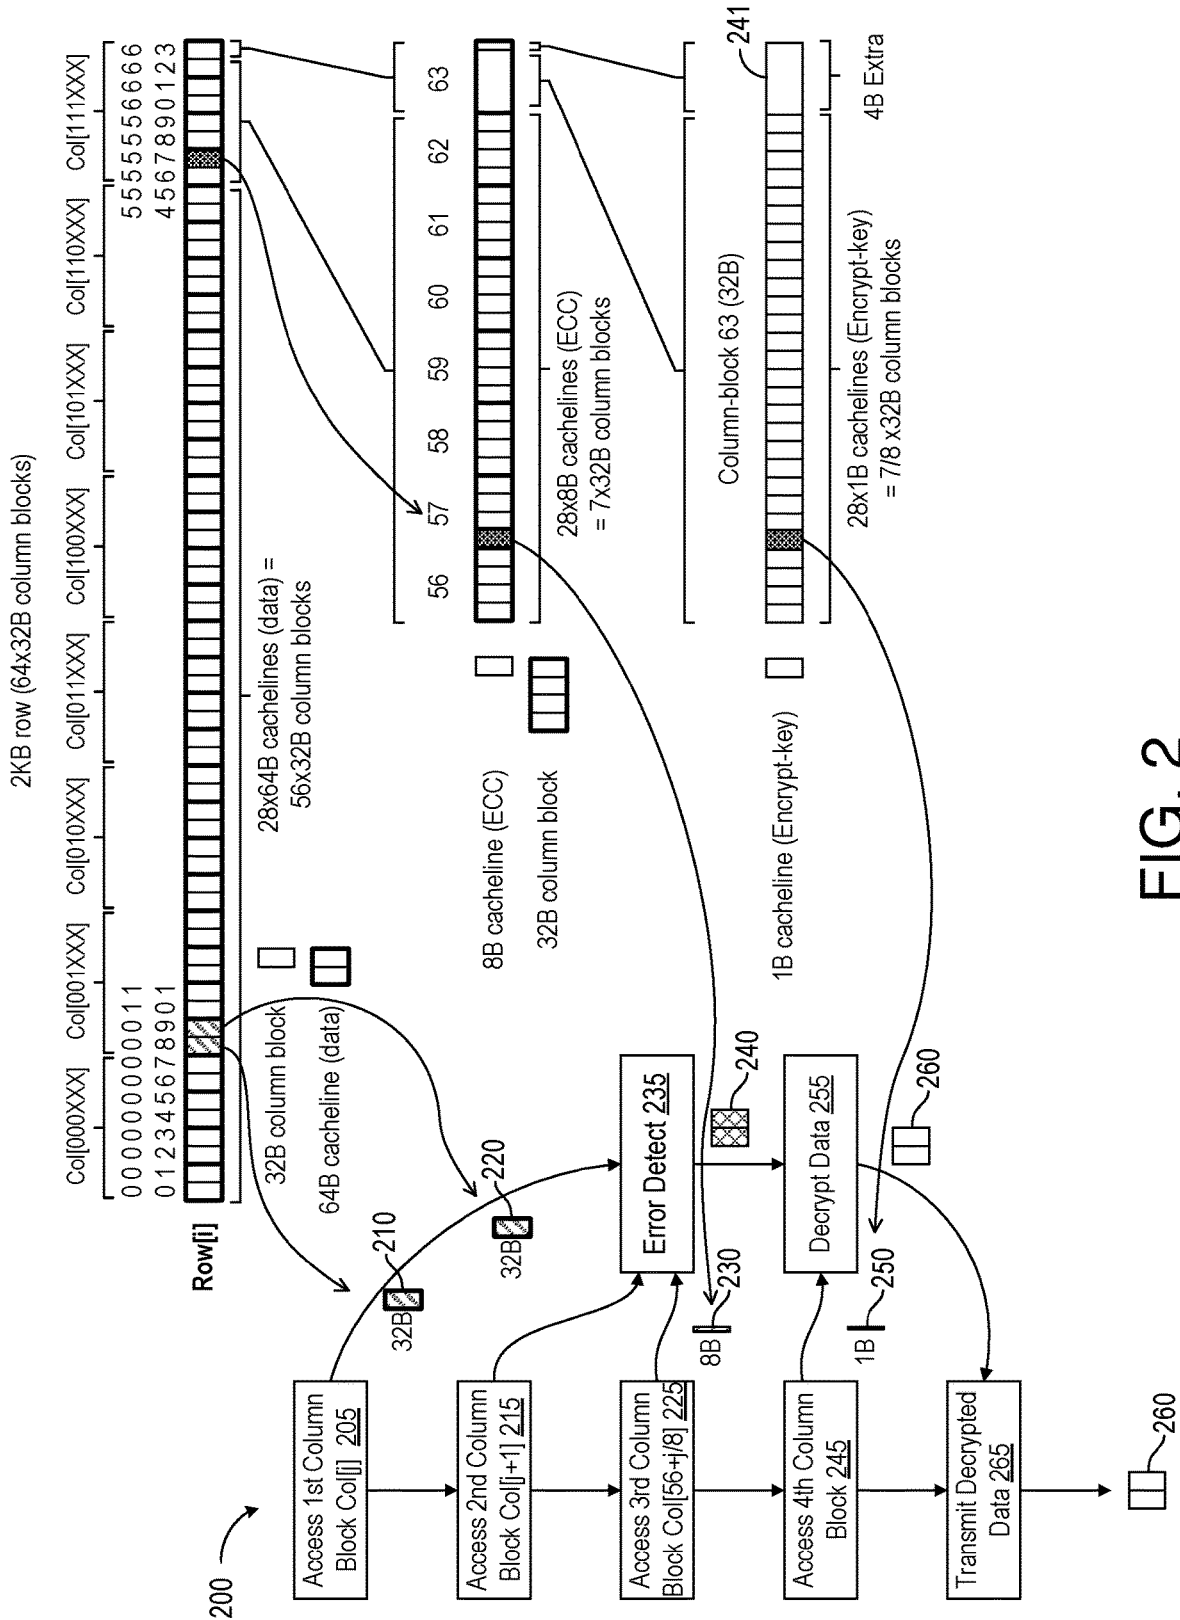 2KB row (64x32B column blocks)
Col[000XXX] Col[001XXX] Col[010XXX] Col[011XXX] Col[100XXX] Col[101XXX] Col[110XXX] Col[111XXX]
0 0 0 0 0 0 0 0 0 0 1 1
0 1 2 3 4 5 6 7 8 9 0 1
5 5 5 5 5 5 6 6 6 6
4 5 6 7 8 9 0 1 2 3
Row[i]
32B column block
64B cacheline (data)
28x64B cachelines (data) =
56x32B column blocks
56 57 58 59 60 61 62 63
8B cacheline (ECC)
32B column block
28x8B cachelines (ECC)
= 7x32B column blocks
Column-block 63 (32B)
241
1B cacheline (Encrypt-key)
28x1B cachelines (Encrypt-key)
= 7/8 x32B column blocks
4B Extra
200
Access 1st Column
Block Col[j] 205
32B
210
Access 2nd Column
Block Col[j+1] 215
32B
220
Access 3rd Column
Block Col[56+j/8] 225
Error Detect 235
8B
230
240
Access 4th Column
Block 245
Decrypt Data 255
1B
250
260
Transmit Decrypted
Data 265
260
FIG. 2